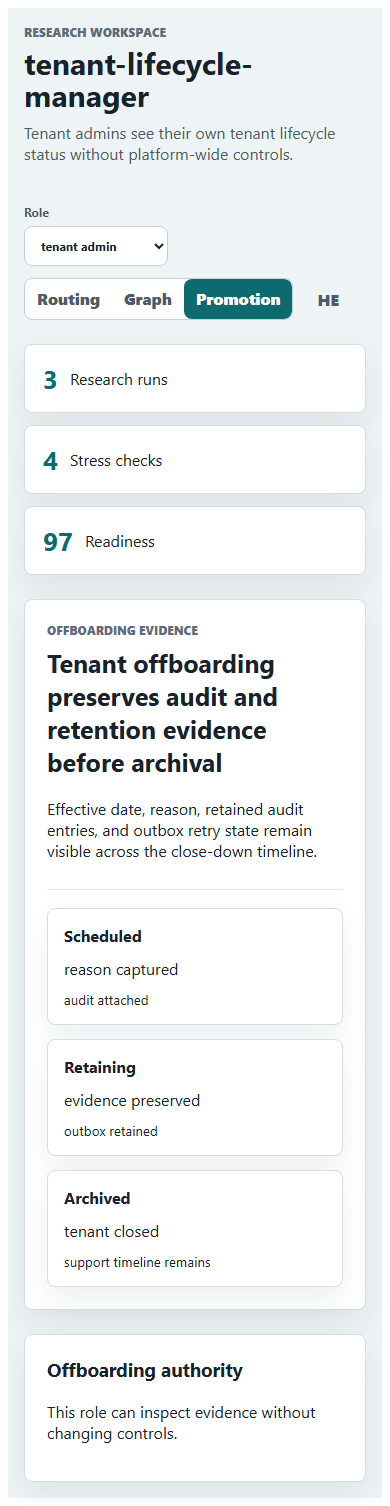 RESEARCH WORKSPACE
tenant-lifecycle-
manager
Tenant admins see their own tenant lifecycle
status without platform-wide controls.
Role
tenant admin
Routing Graph Promotion HE
3 Research runs
4 Stress checks
97 Readiness
OFFBOARDING EVIDENCE
Tenant offboarding
preserves audit and
retention evidence
before archival
Effective date, reason, retained audit
entries, and outbox retry state remain
visible across the close-down timeline.
Scheduled
reason captured
audit attached
Retaining
evidence preserved
outbox retained
Archived
tenant closed
support timeline remains
Offboarding authority
This role can inspect evidence without
changing controls.